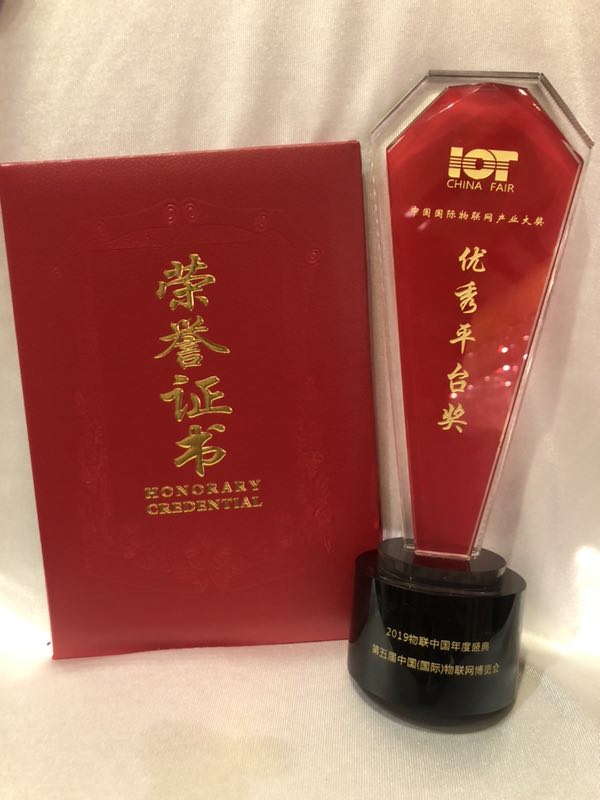 荣誉证书
HONORARY
CREDENTIAL
IOT
CHINA FAIR
中国国际物联网产业大奖
优秀平台奖
2019物联中国年度盛典
第五届中国(国际)物联网博览会